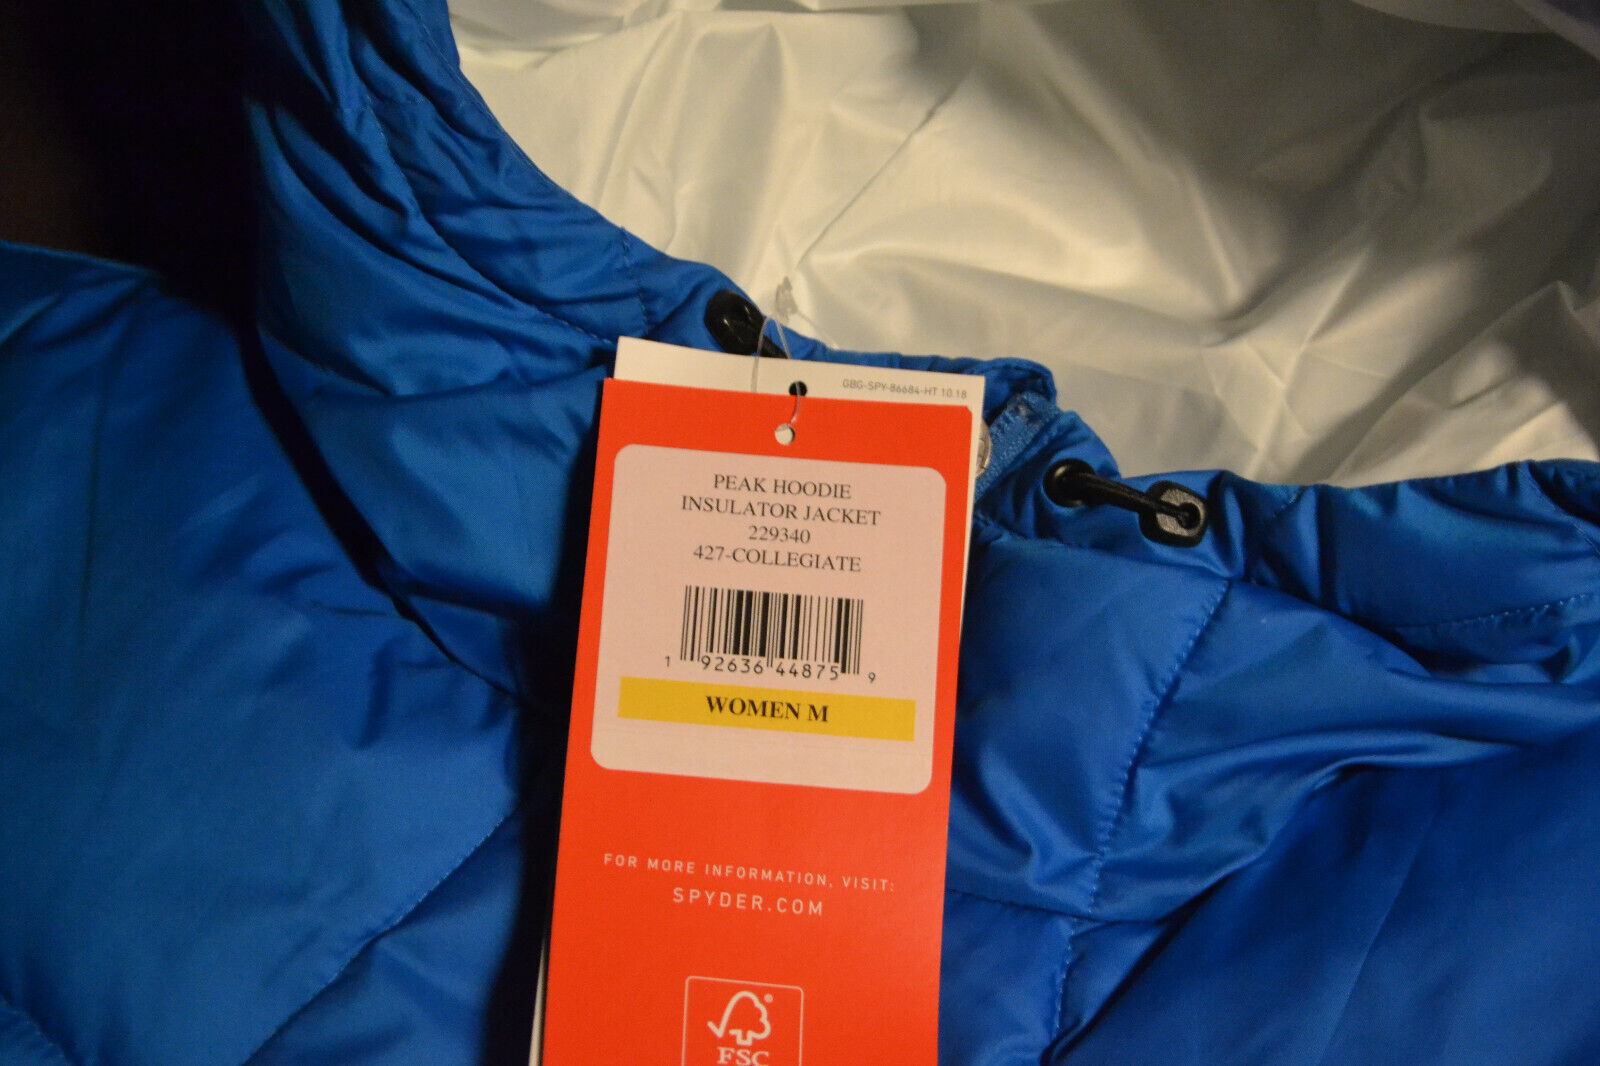 GBG-SPY-86684-HT 10.18
PEAK HOODIE
INSULATOR JACKET
229340
427-COLLEGIATE
1 92636 44875 9
WOMEN M
FOR MORE INFORMATION, VISIT:
SPYDER.COM
®
FSC